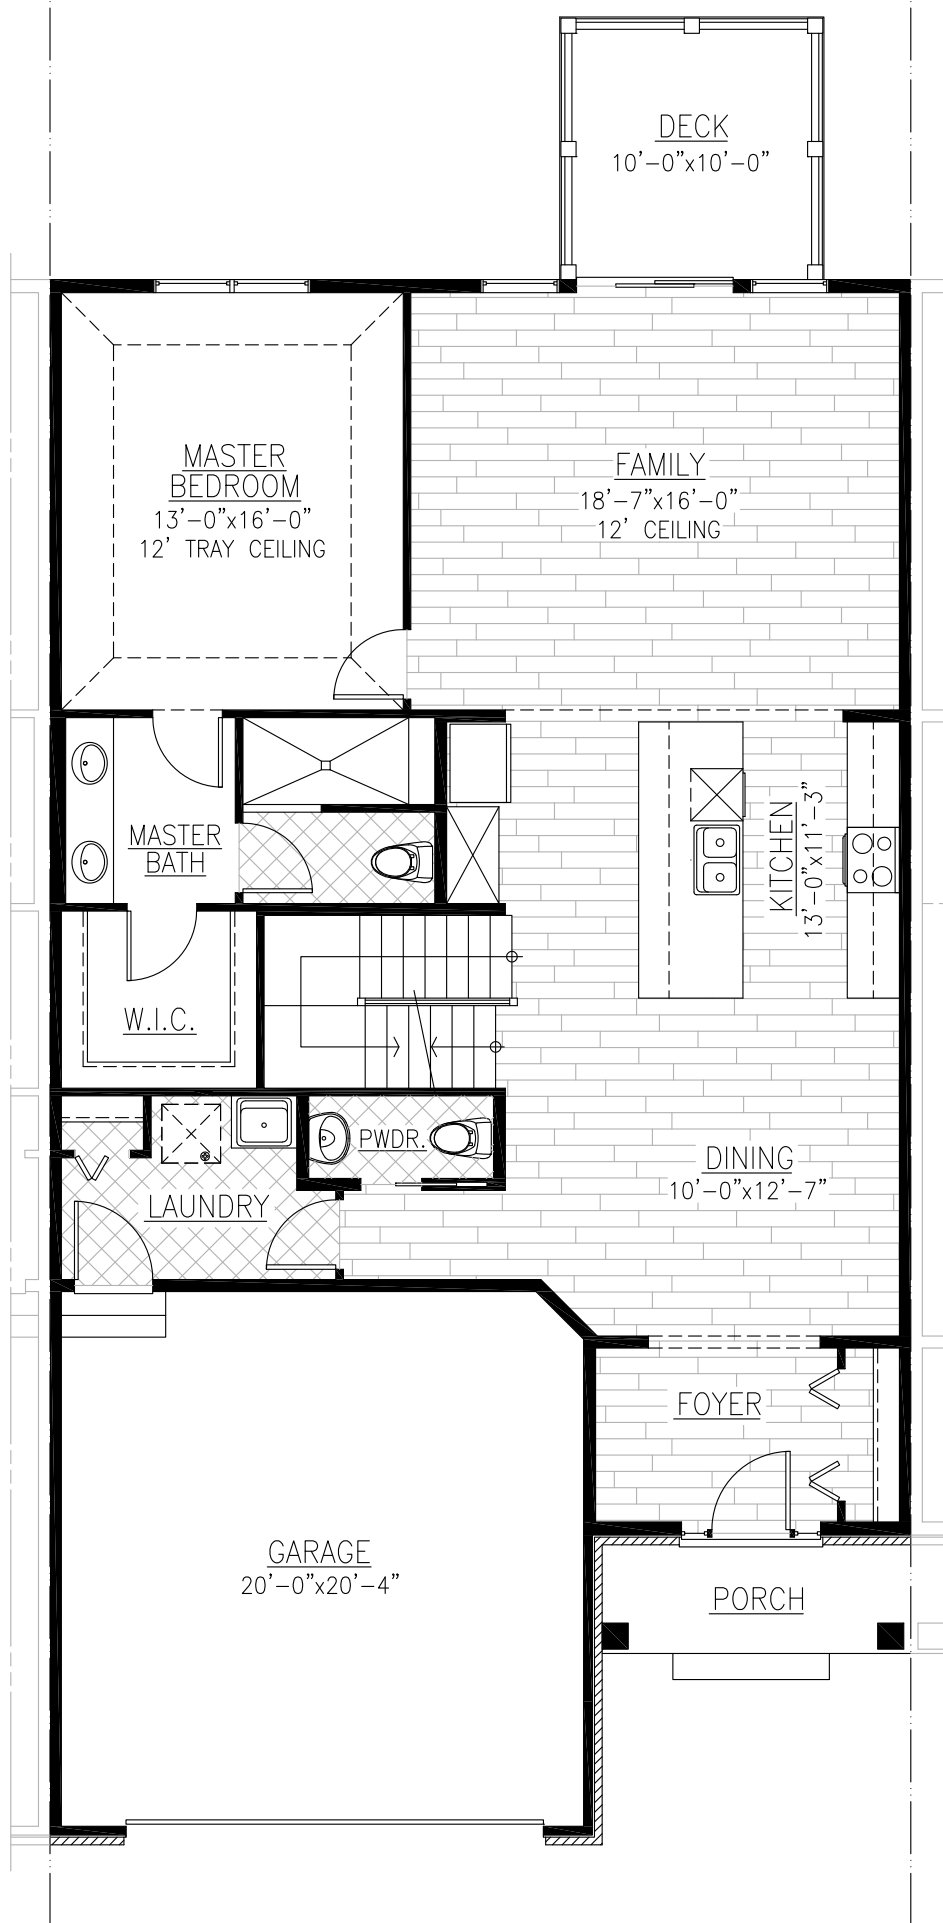 DECK
10'-0"x10'-0"
MASTER
BEDROOM
13'-0"x16'-0"
12' TRAY CEILING
FAMILY
18'-7"x16'-0"
12' CEILING
MASTER
BATH
KITCHEN
13'-0"x11'-3"
W.I.C.
PWDR.
LAUNDRY
DINING
10'-0"x12'-7"
FOYER
GARAGE
20'-0"x20'-4"
PORCH